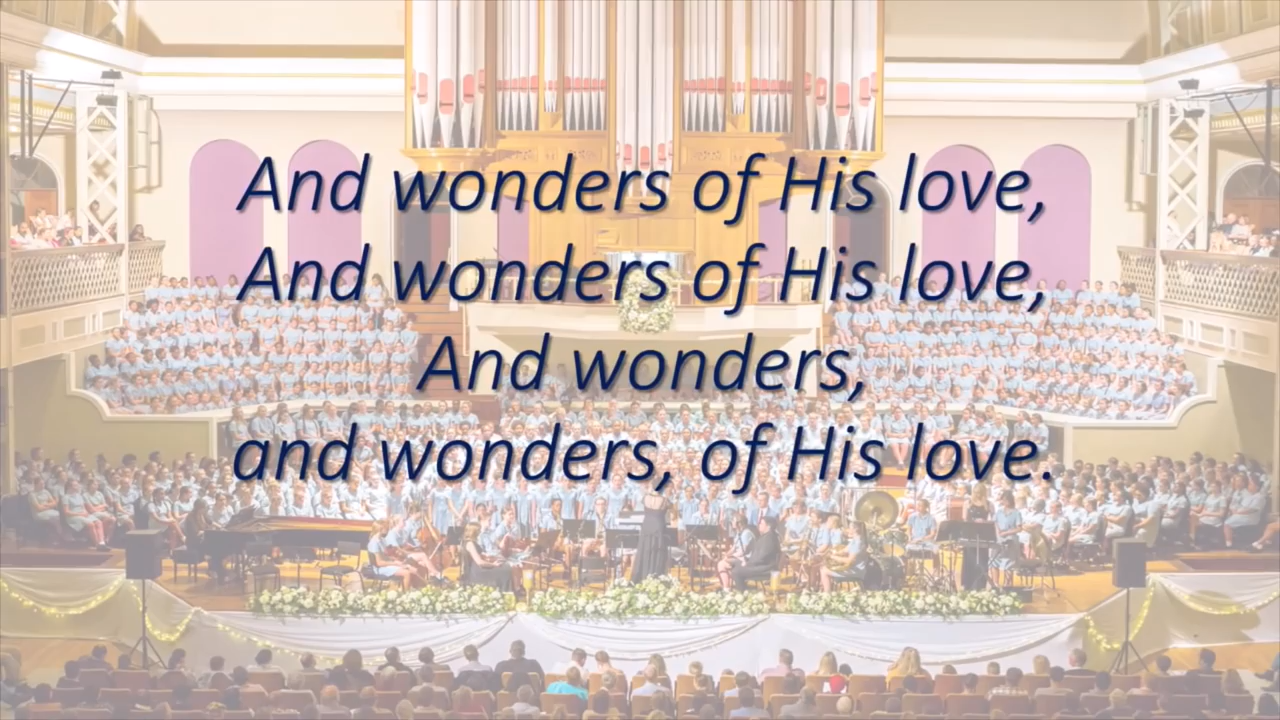 And wonders of His love,
And wonders of His love,
And wonders,
and wonders, of His love.